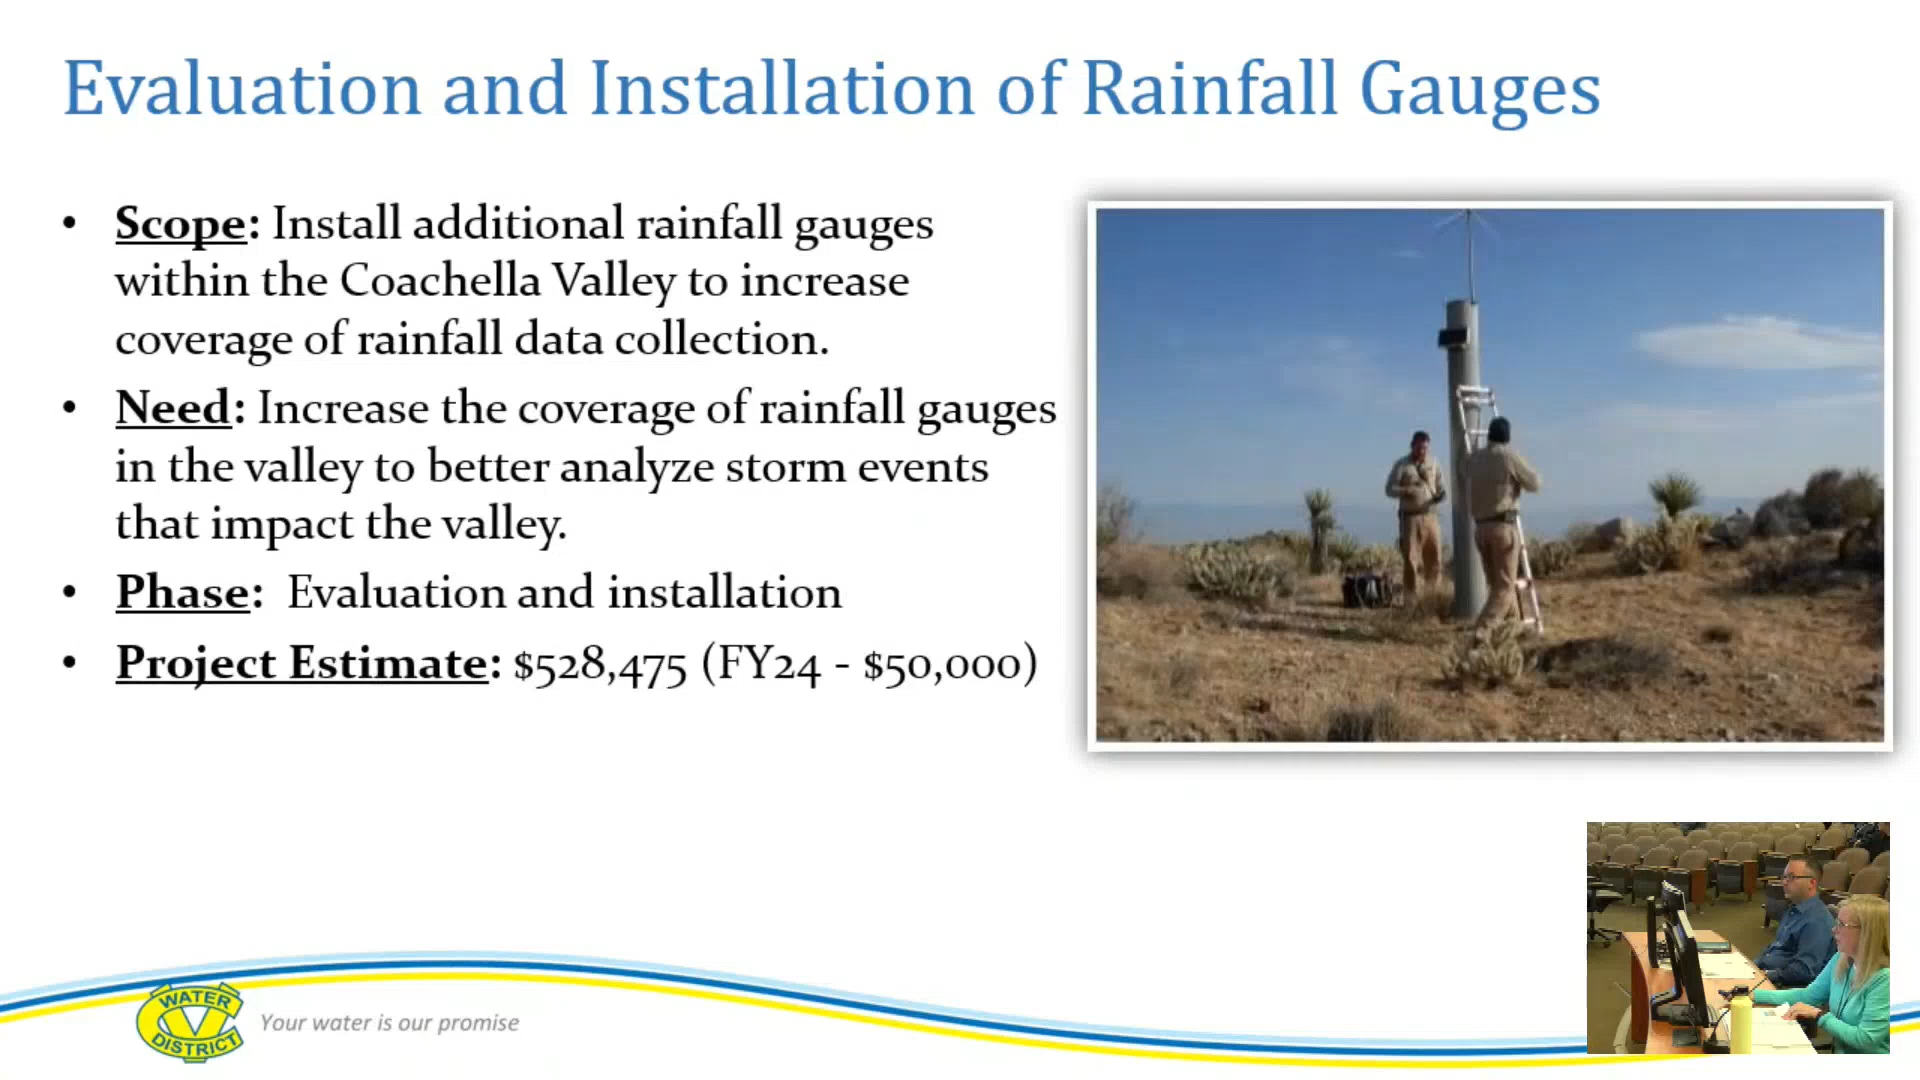 Evaluation and Installation of Rainfall Gauges
• Scope: Install additional rainfall gauges
within the Coachella Valley to increase
coverage of rainfall data collection.
• Need: Increase the coverage of rainfall gauges
in the valley to better analyze storm events
that impact the valley.
• Phase: Evaluation and installation
• Project Estimate: $528,475 (FY24 - $50,000)
WATER
CV
DISTRICT
Your water is our promise